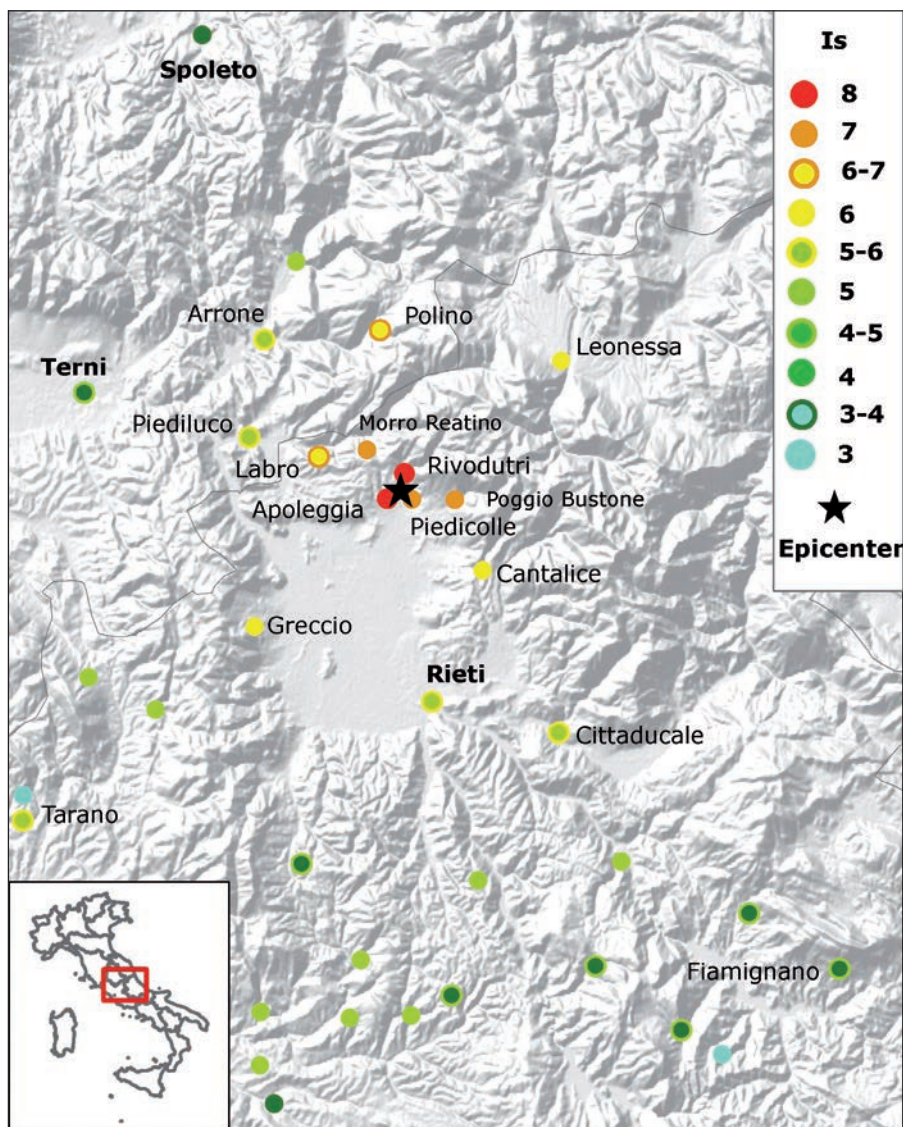 Spoleto
Is
8
7
6-7
6
5-6
5
4-5
4
3-4
3
Epicenter
Arrone
Polino
Leonessa
Terni
Piediluco
Morro Reatino
Labro
Rivodutri
Apoleggia
Poggio Bustone
Piedicolle
Cantalice
Greccio
Rieti
Cittaducale
Tarano
Fiamignano